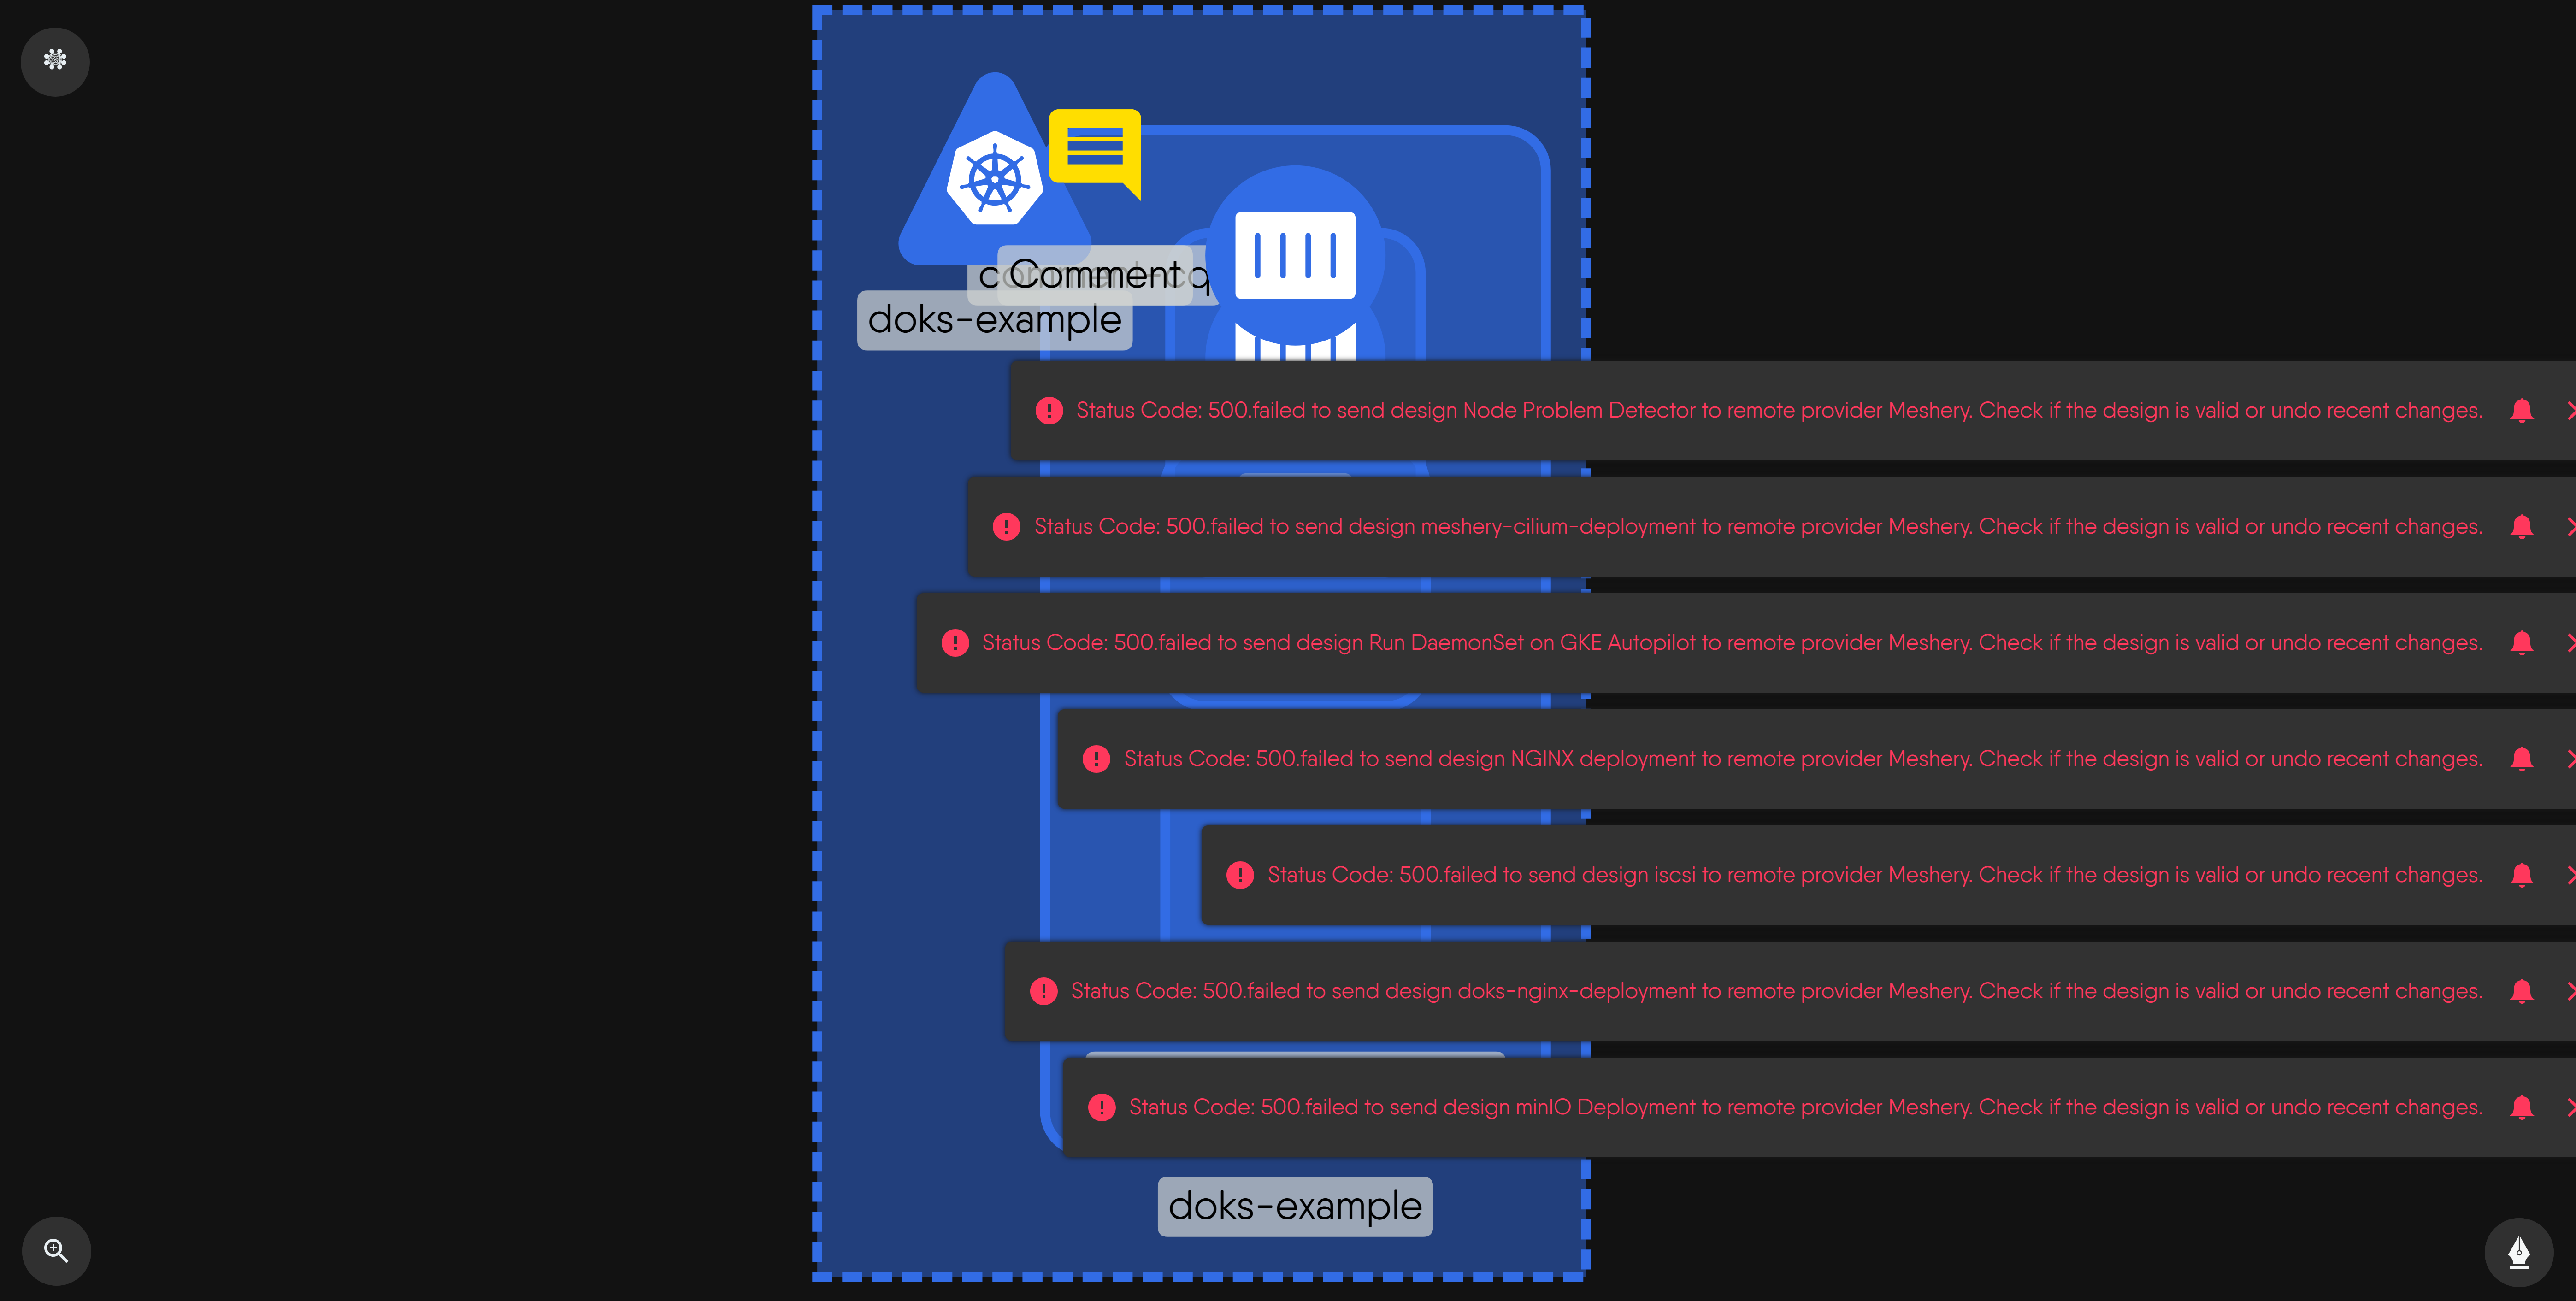 Comment
doks-example
Status Code: 500.failed to send design Node Problem Detector to remote provider Meshery. Check if the design is valid or undo recent changes.
Status Code: 500.failed to send design meshery-cilium-deployment to remote provider Meshery. Check if the design is valid or undo recent changes.
Status Code: 500.failed to send design Run DaemonSet on GKE Autopilot to remote provider Meshery. Check if the design is valid or undo recent changes.
Status Code: 500.failed to send design NGINX deployment to remote provider Meshery. Check if the design is valid or undo recent changes.
Status Code: 500.failed to send design iscsi to remote provider Meshery. Check if the design is valid or undo recent changes.
Status Code: 500.failed to send design doks-nginx-deployment to remote provider Meshery. Check if the design is valid or undo recent changes.
Status Code: 500.failed to send design minIO Deployment to remote provider Meshery. Check if the design is valid or undo recent changes.
doks-example